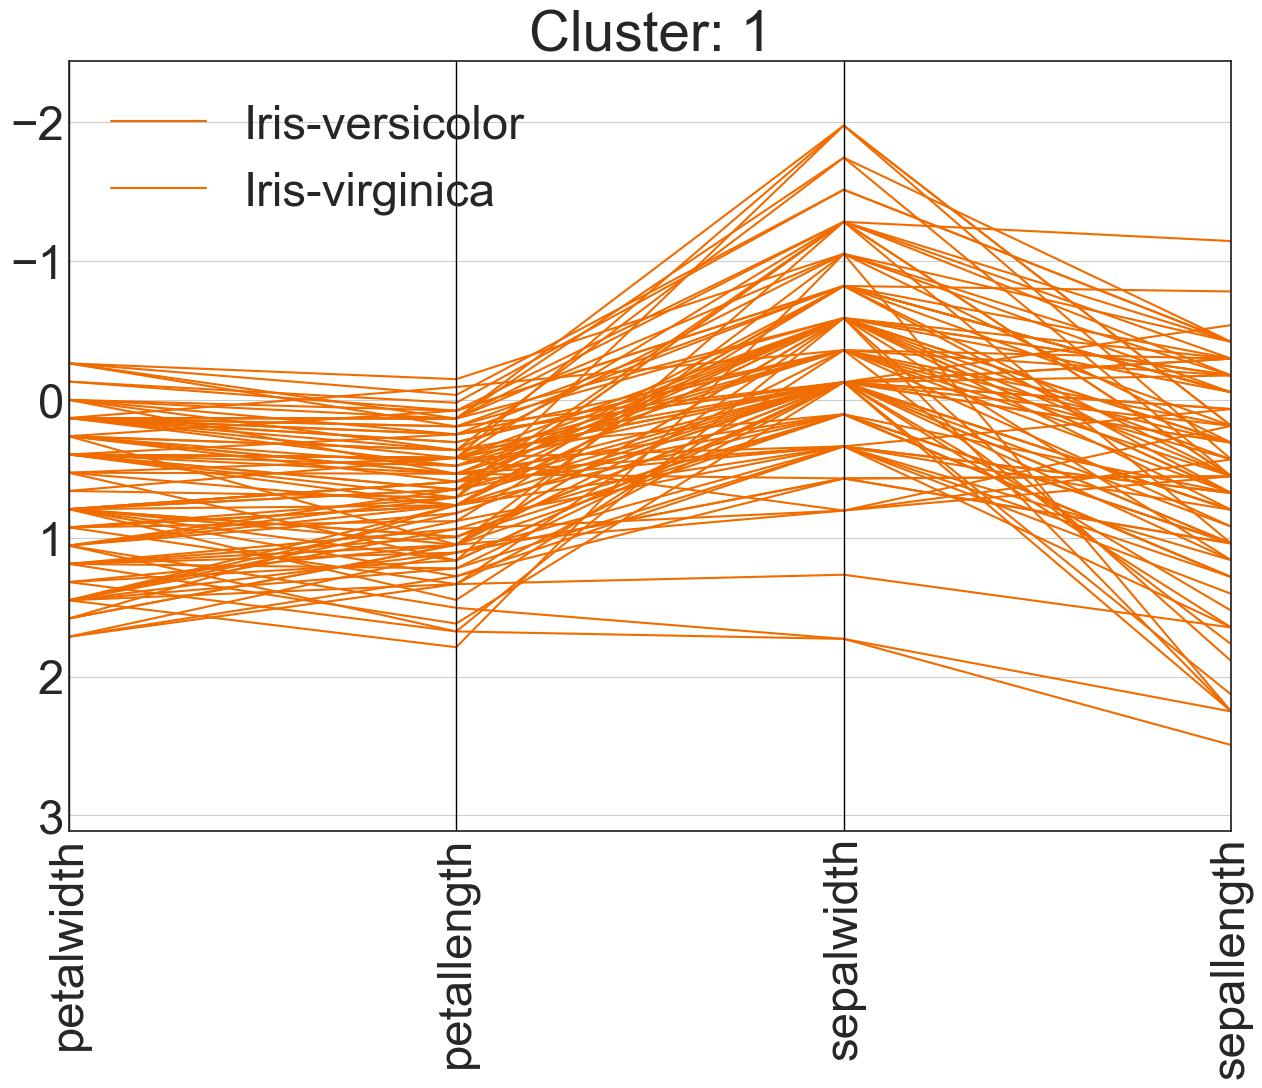 Cluster: 1
Iris-versicolor
Iris-virginica
−2
−1
0
1
2
3
petalwidth
petallength
sepalwidth
sepallength